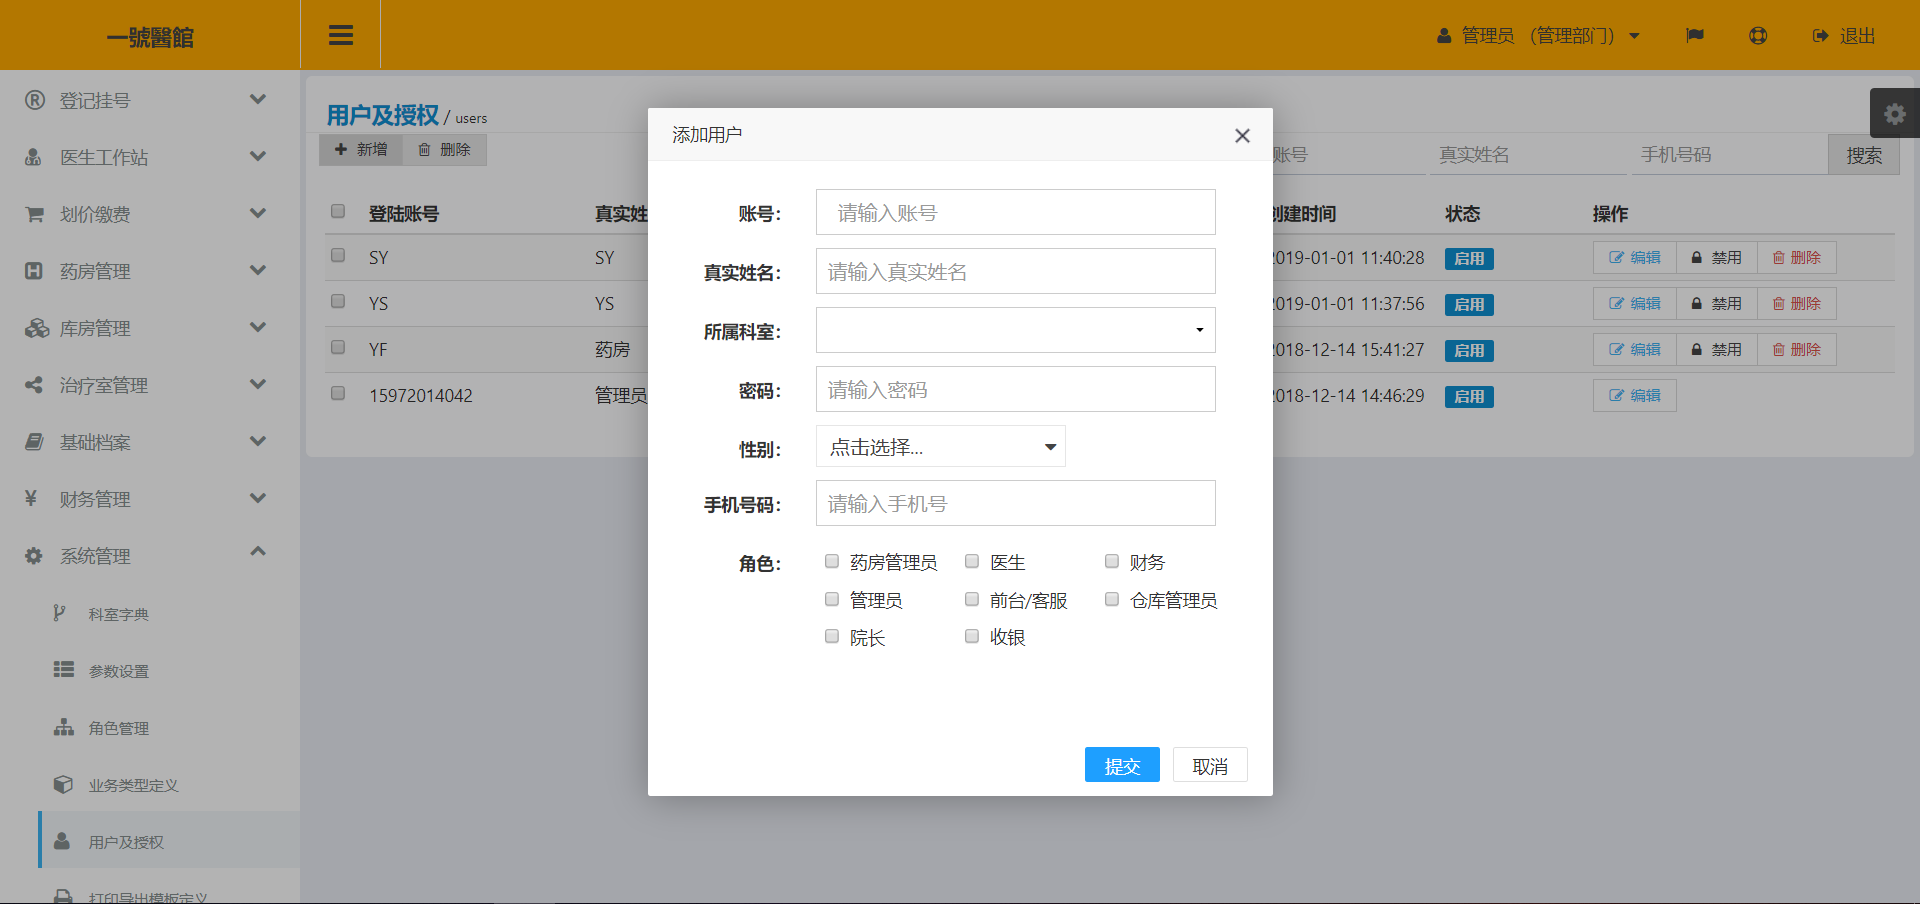 一號醫館
管理员 (管理部门)
退出
登记挂号
医生工作站
划价缴费
药房管理
库房管理
治疗室管理
基础档案
财务管理
系统管理
科室字典
参数设置
角色管理
业务类型定义
用户及授权
打印导出模板定义
用户及授权 / users
新增 删除
账号 真实姓名 手机号码 搜索
登陆账号 真实姓 创建时间 状态 操作
SY SY 2019-01-01 11:40:28 启用 编辑 禁用 删除
YS YS 2019-01-01 11:37:56 启用 编辑 禁用 删除
YF 药房 2018-12-14 15:41:27 启用 编辑 禁用 删除
15972014042 管理员 2018-12-14 14:46:29 启用 编辑
添加用户
账号: 请输入账号
真实姓名: 请输入真实姓名
所属科室:
密码: 请输入密码
性别: 点击选择...
手机号码: 请输入手机号
角色: 药房管理员 医生 财务
管理员 前台/客服 仓库管理员
院长 收银
提交 取消